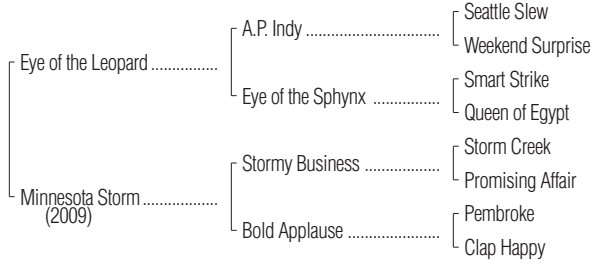 Seattle Slew
A.P. Indy ................................
Weekend Surprise
Eye of the Leopard ................
Smart Strike
Eye of the Sphynx ................
Queen of Egypt
Storm Creek
Stormy Business ..................
Promising Affair
Minnesota Storm ..................
(2009)
Pembroke
Bold Applause ......................
Clap Happy